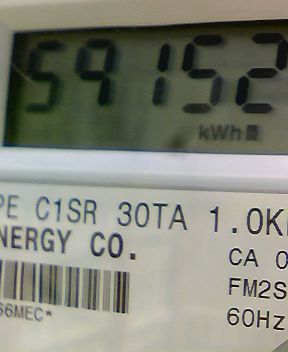 59152
kWh
PE C1SR 30TA 1.0K
NERGY CO.
CA 0
FM2S
66MEC*
60Hz